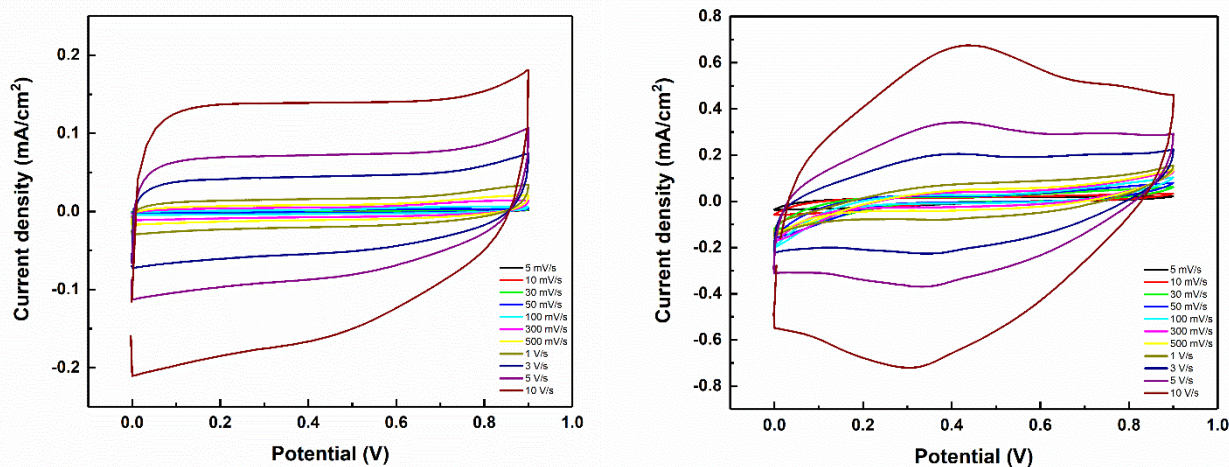 0.2
0.1
0.0
-0.1
-0.2
Current density (mA/cm²)
5 mV/s
10 mV/s
30 mV/s
50 mV/s
100 mV/s
300 mV/s
500 mV/s
1 V/s
3 V/s
5 V/s
10 V/s
0.0 0.2 0.4 0.6 0.8 1.0
Potential (V)
0.8
0.6
0.4
0.2
0.0
-0.2
-0.4
-0.6
-0.8
Current density (mA/cm²)
5 mV/s
10 mV/s
30 mV/s
50 mV/s
100 mV/s
300 mV/s
500 mV/s
1 V/s
3 V/s
5 V/s
10 V/s
0.0 0.2 0.4 0.6 0.8 1.0
Potential (V)